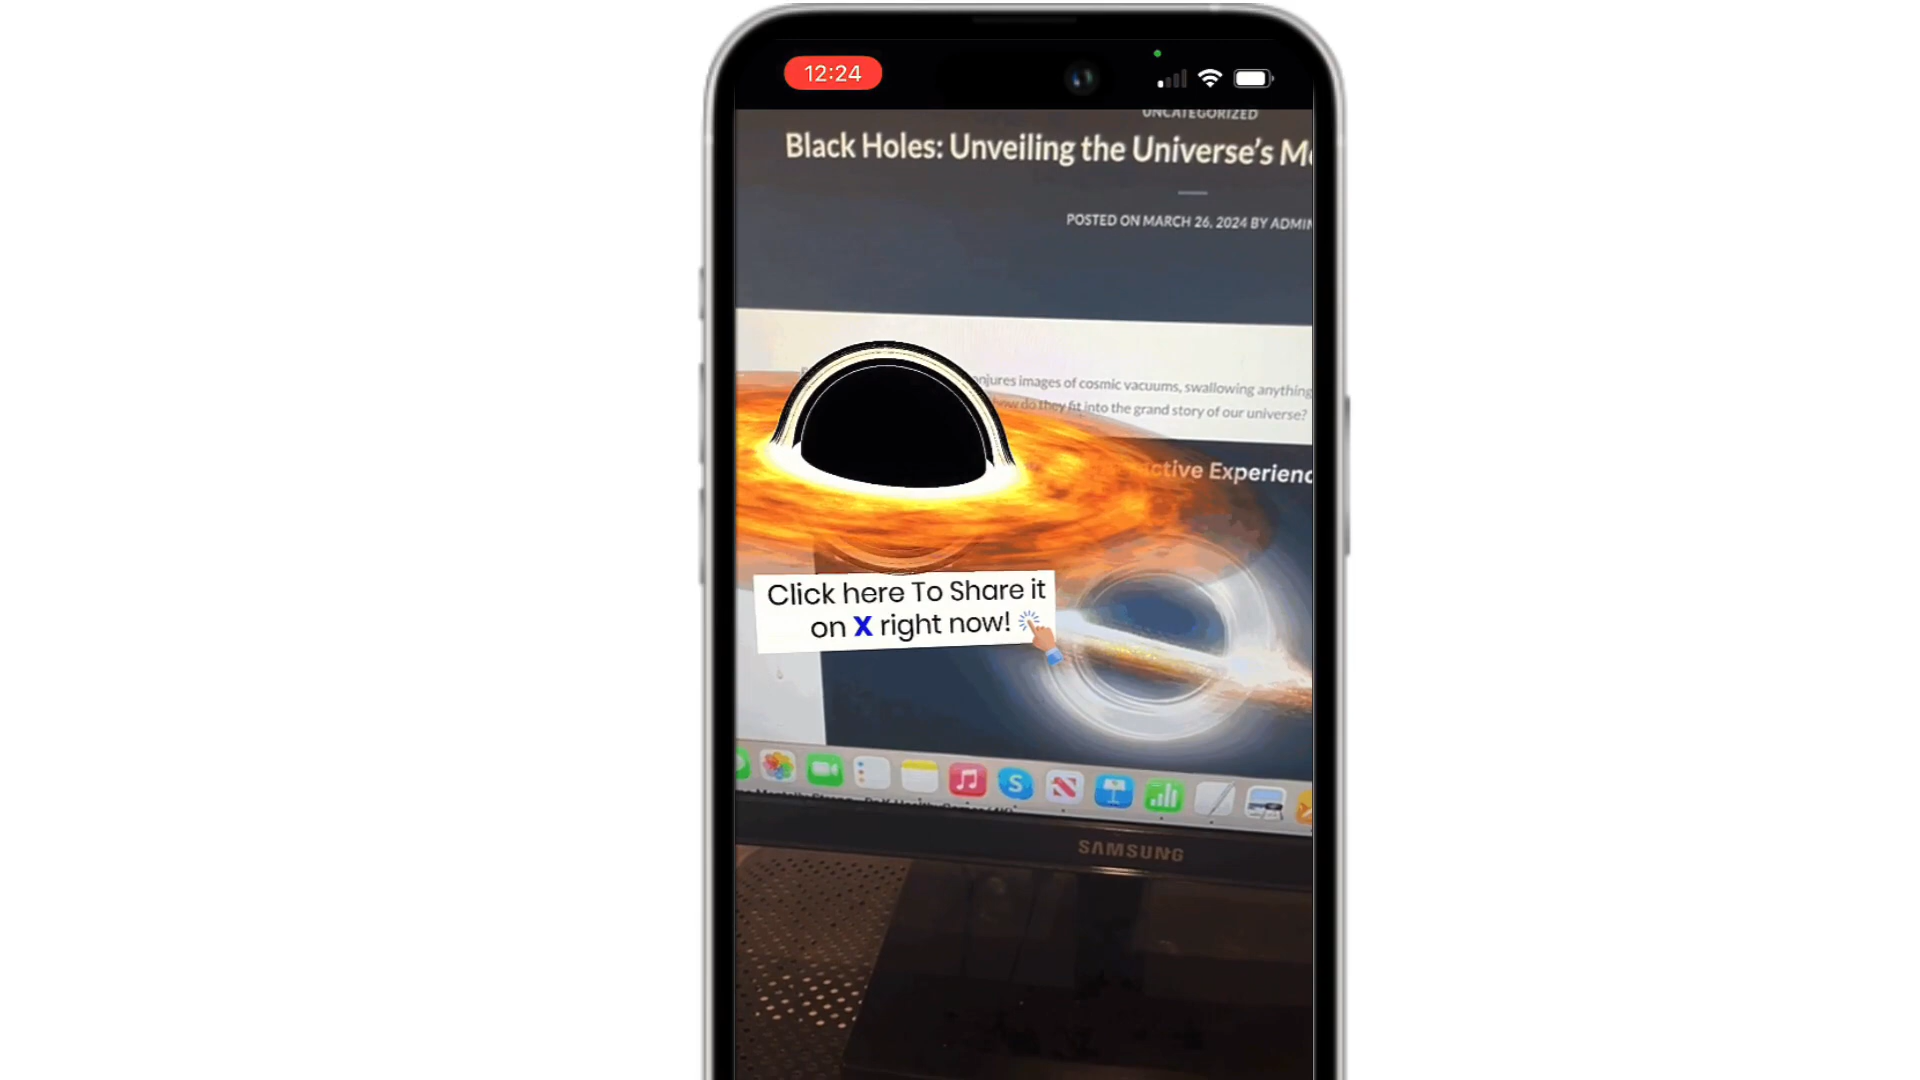 12:24
UNCATEGORIZED
Black Holes: Unveiling the Universe's M
POSTED ON MARCH 26, 2024 BY ADMIN
njures images of cosmic vacuums, swallowing anything
how do they fit into the grand story of our universe?
ctive Experienc
Click here To Share it
on X right now!
SAMSUNG